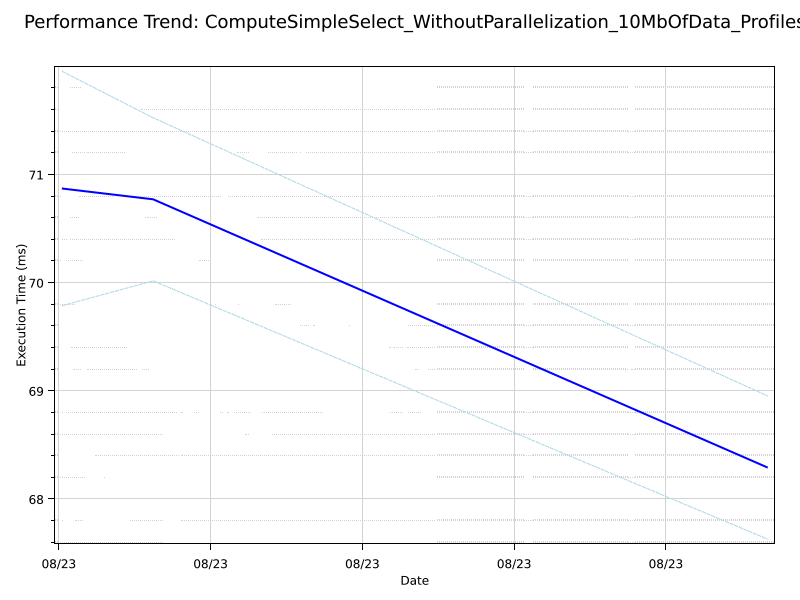 Performance Trend: ComputeSimpleSelect_WithoutParallelization_10MbOfData_Profiles
71
70
69
68
Execution Time (ms)
08/23 08/23 08/23 08/23 08/23
Date